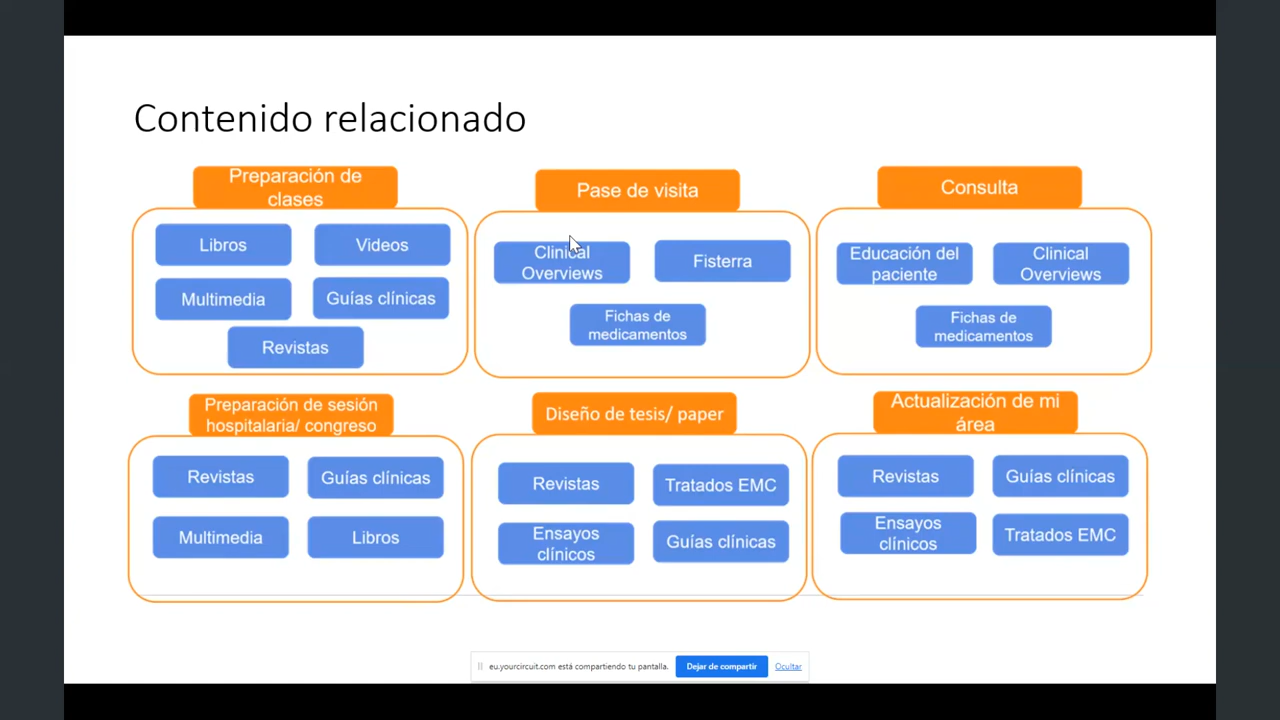 Contenido relacionado
Preparación de
clases
Libros
Videos
Multimedia
Guías clínicas
Revistas
Pase de visita
Clinical
Overviews
Fisterra
Fichas de
medicamentos
Consulta
Educación del
paciente
Clinical
Overviews
Fichas de
medicamentos
Preparación de sesión
hospitalaria/ congreso
Revistas
Guías clínicas
Multimedia
Libros
Diseño de tesis/ paper
Revistas
Tratados EMC
Ensayos
clínicos
Guías clínicas
Actualización de mi
área
Revistas
Guías clínicas
Ensayos
clínicos
Tratados EMC
eu.yourcircuit.com está compartiendo tu pantalla.
Dejar de compartir
Ocultar